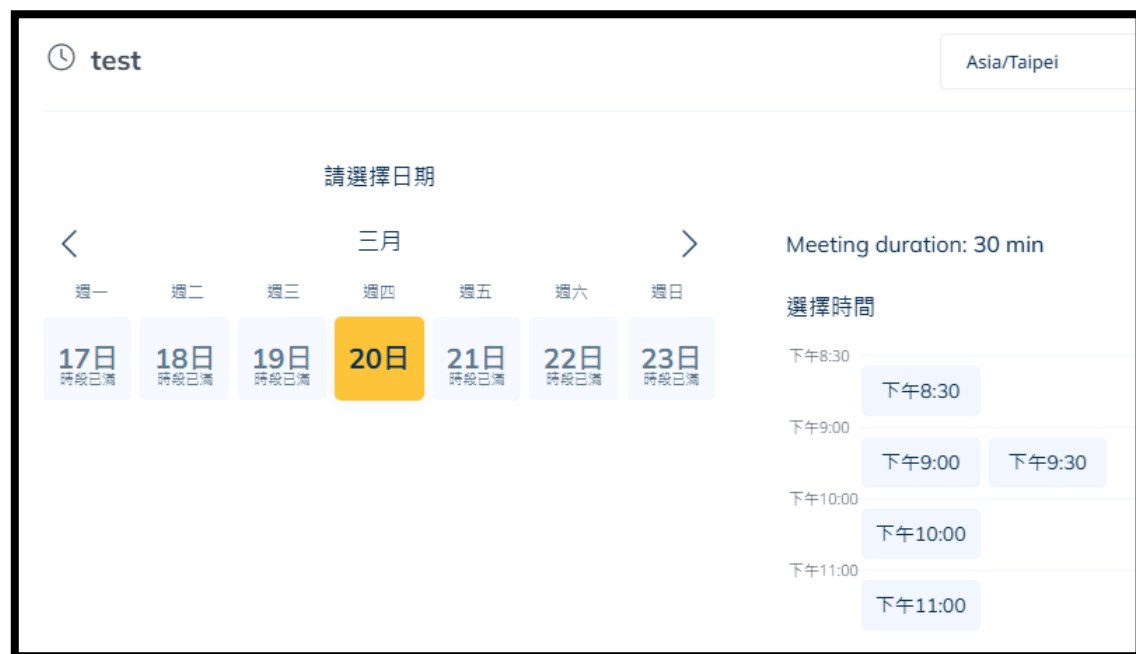 test
Asia/Taipei
請選擇日期
三月
週一 週二 週三 週四 週五 週六 週日
17日 18日 19日 20日 21日 22日 23日
時段已滿 時段已滿 時段已滿 時段已滿 時段已滿 時段已滿
Meeting duration: 30 min
選擇時間
下午8:30
下午8:30
下午9:00
下午9:00 下午9:30
下午10:00
下午10:00
下午11:00
下午11:00